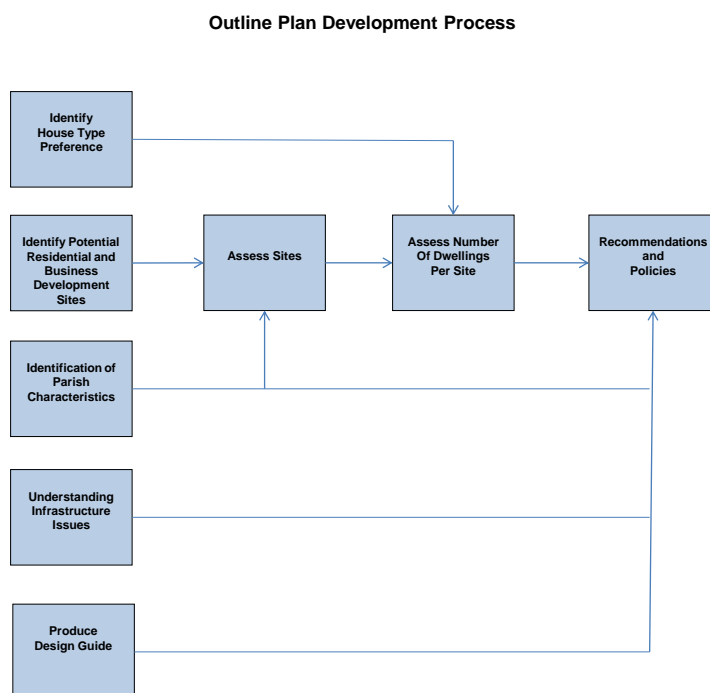 Outline Plan Development Process
Identify
House Type
Preference
Identify Potential
Residential and
Business
Development
Sites
Assess Sites
Assess Number
Of Dwellings
Per Site
Recommendations
and
Policies
Identification of
Parish
Characteristics
Understanding
Infrastructure
Issues
Produce
Design Guide